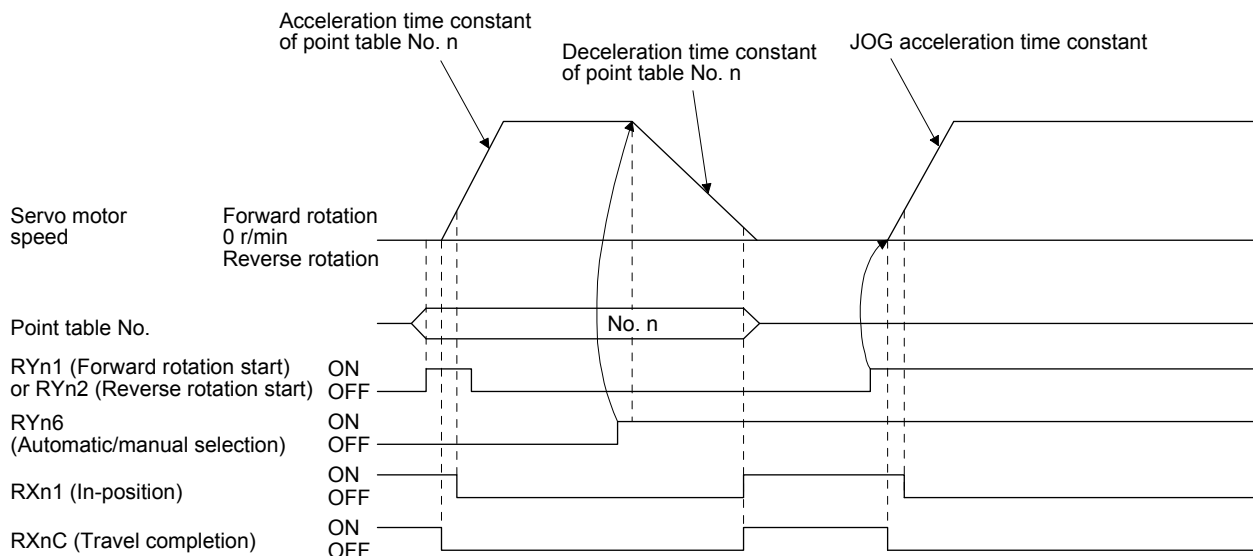 Acceleration time constant
of point table No. n
Deceleration time constant
of point table No. n
JOG acceleration time constant
Servo motor
speed
Forward rotation
0 r/min
Reverse rotation
Point table No.
No. n
RYn1 (Forward rotation start)
or RYn2 (Reverse rotation start)
ON
OFF
RYn6
(Automatic/manual selection)
ON
OFF
RXn1 (In-position)
ON
OFF
RXnC (Travel completion)
ON
OFF